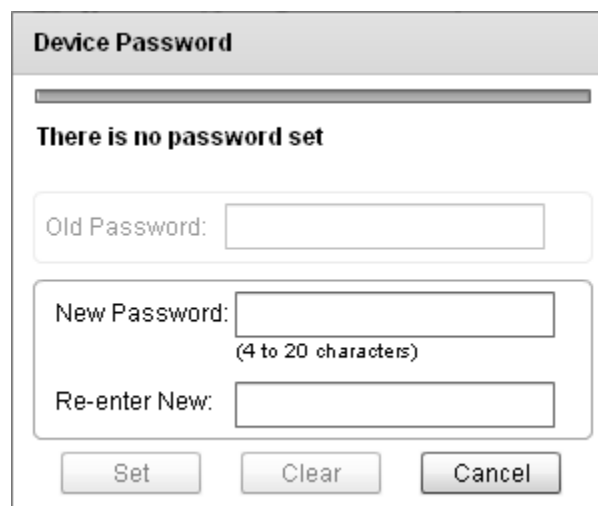 Device Password
There is no password set
Old Password:
New Password:
(4 to 20 characters)
Re-enter New:
Set Clear Cancel